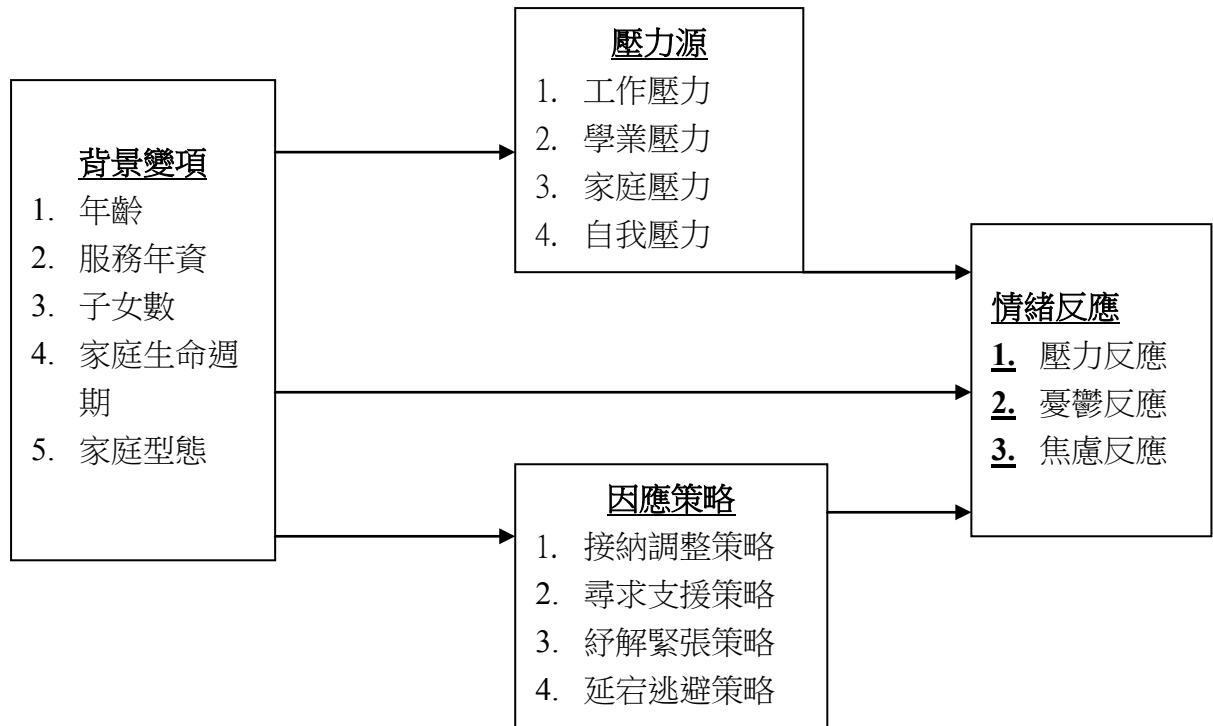 背景變項
1. 年齡
2. 服務年資
3. 子女數
4. 家庭生命週
期
5. 家庭型態
壓力源
1. 工作壓力
2. 學業壓力
3. 家庭壓力
4. 自我壓力
因應策略
1. 接納調整策略
2. 尋求支援策略
3. 紓解緊張策略
4. 延宕逃避策略
情緒反應
1. 壓力反應
2. 憂鬱反應
3. 焦慮反應